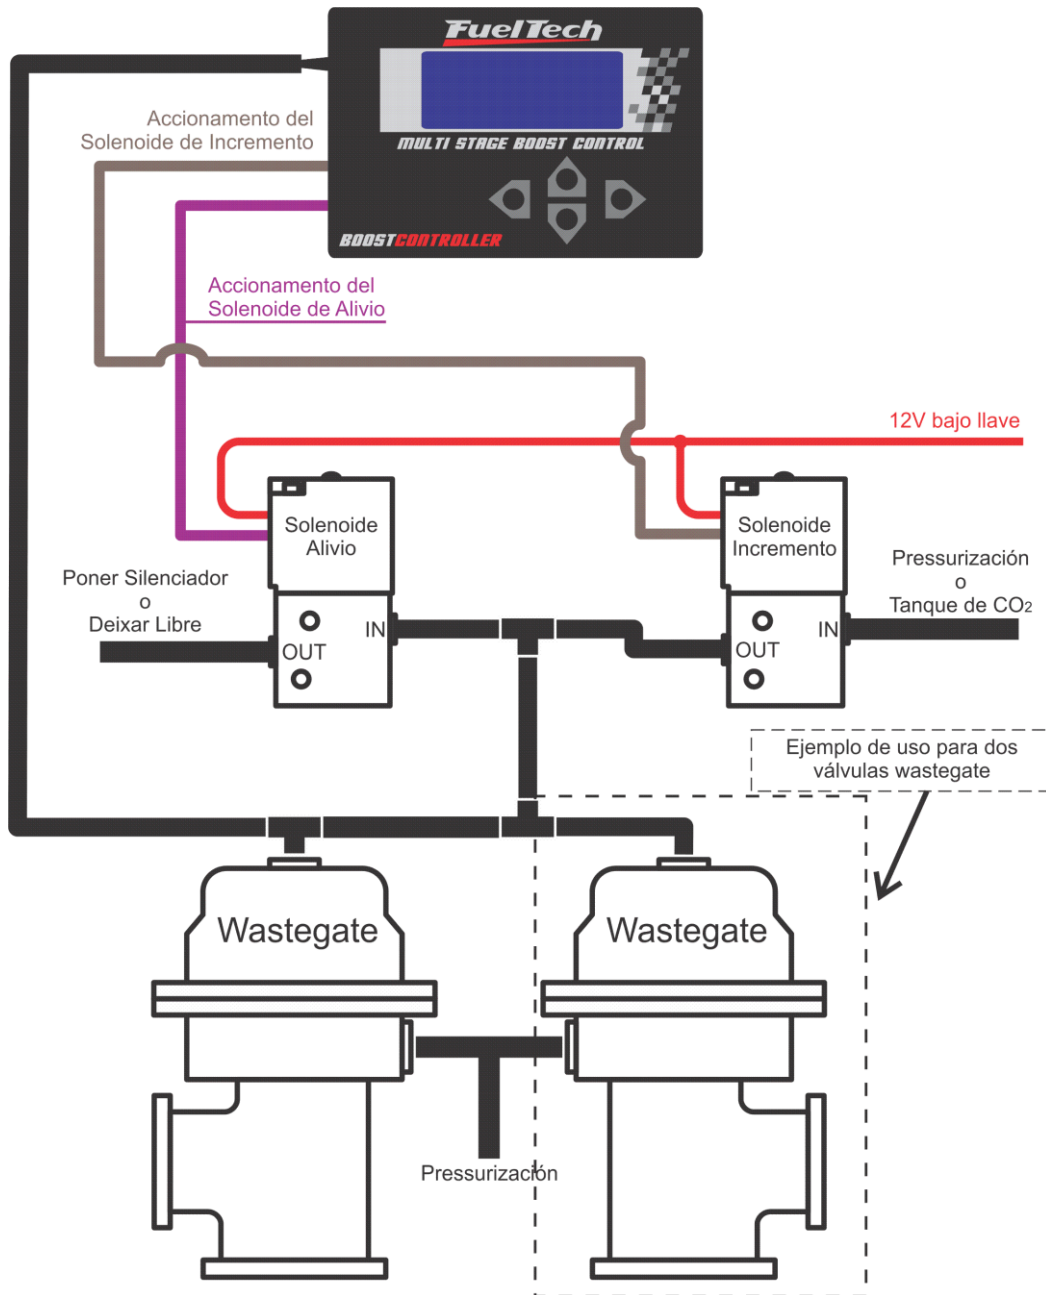 FuelTech
MULTI STAGE BOOST CONTROL
BOOSTCONTROLLER
Accionamento del
Solenoide de Incremento
Accionamento del
Solenoide de Alivio
12V bajo llave
Solenoide
Alivio
Solenoide
Incremento
Poner Silenciador
o
Deixar Libre
OUT
IN
OUT
IN
Pressurización
o
Tanque de CO2
Ejemplo de uso para dos
válvulas wastegate
Wastegate
Wastegate
Pressurización